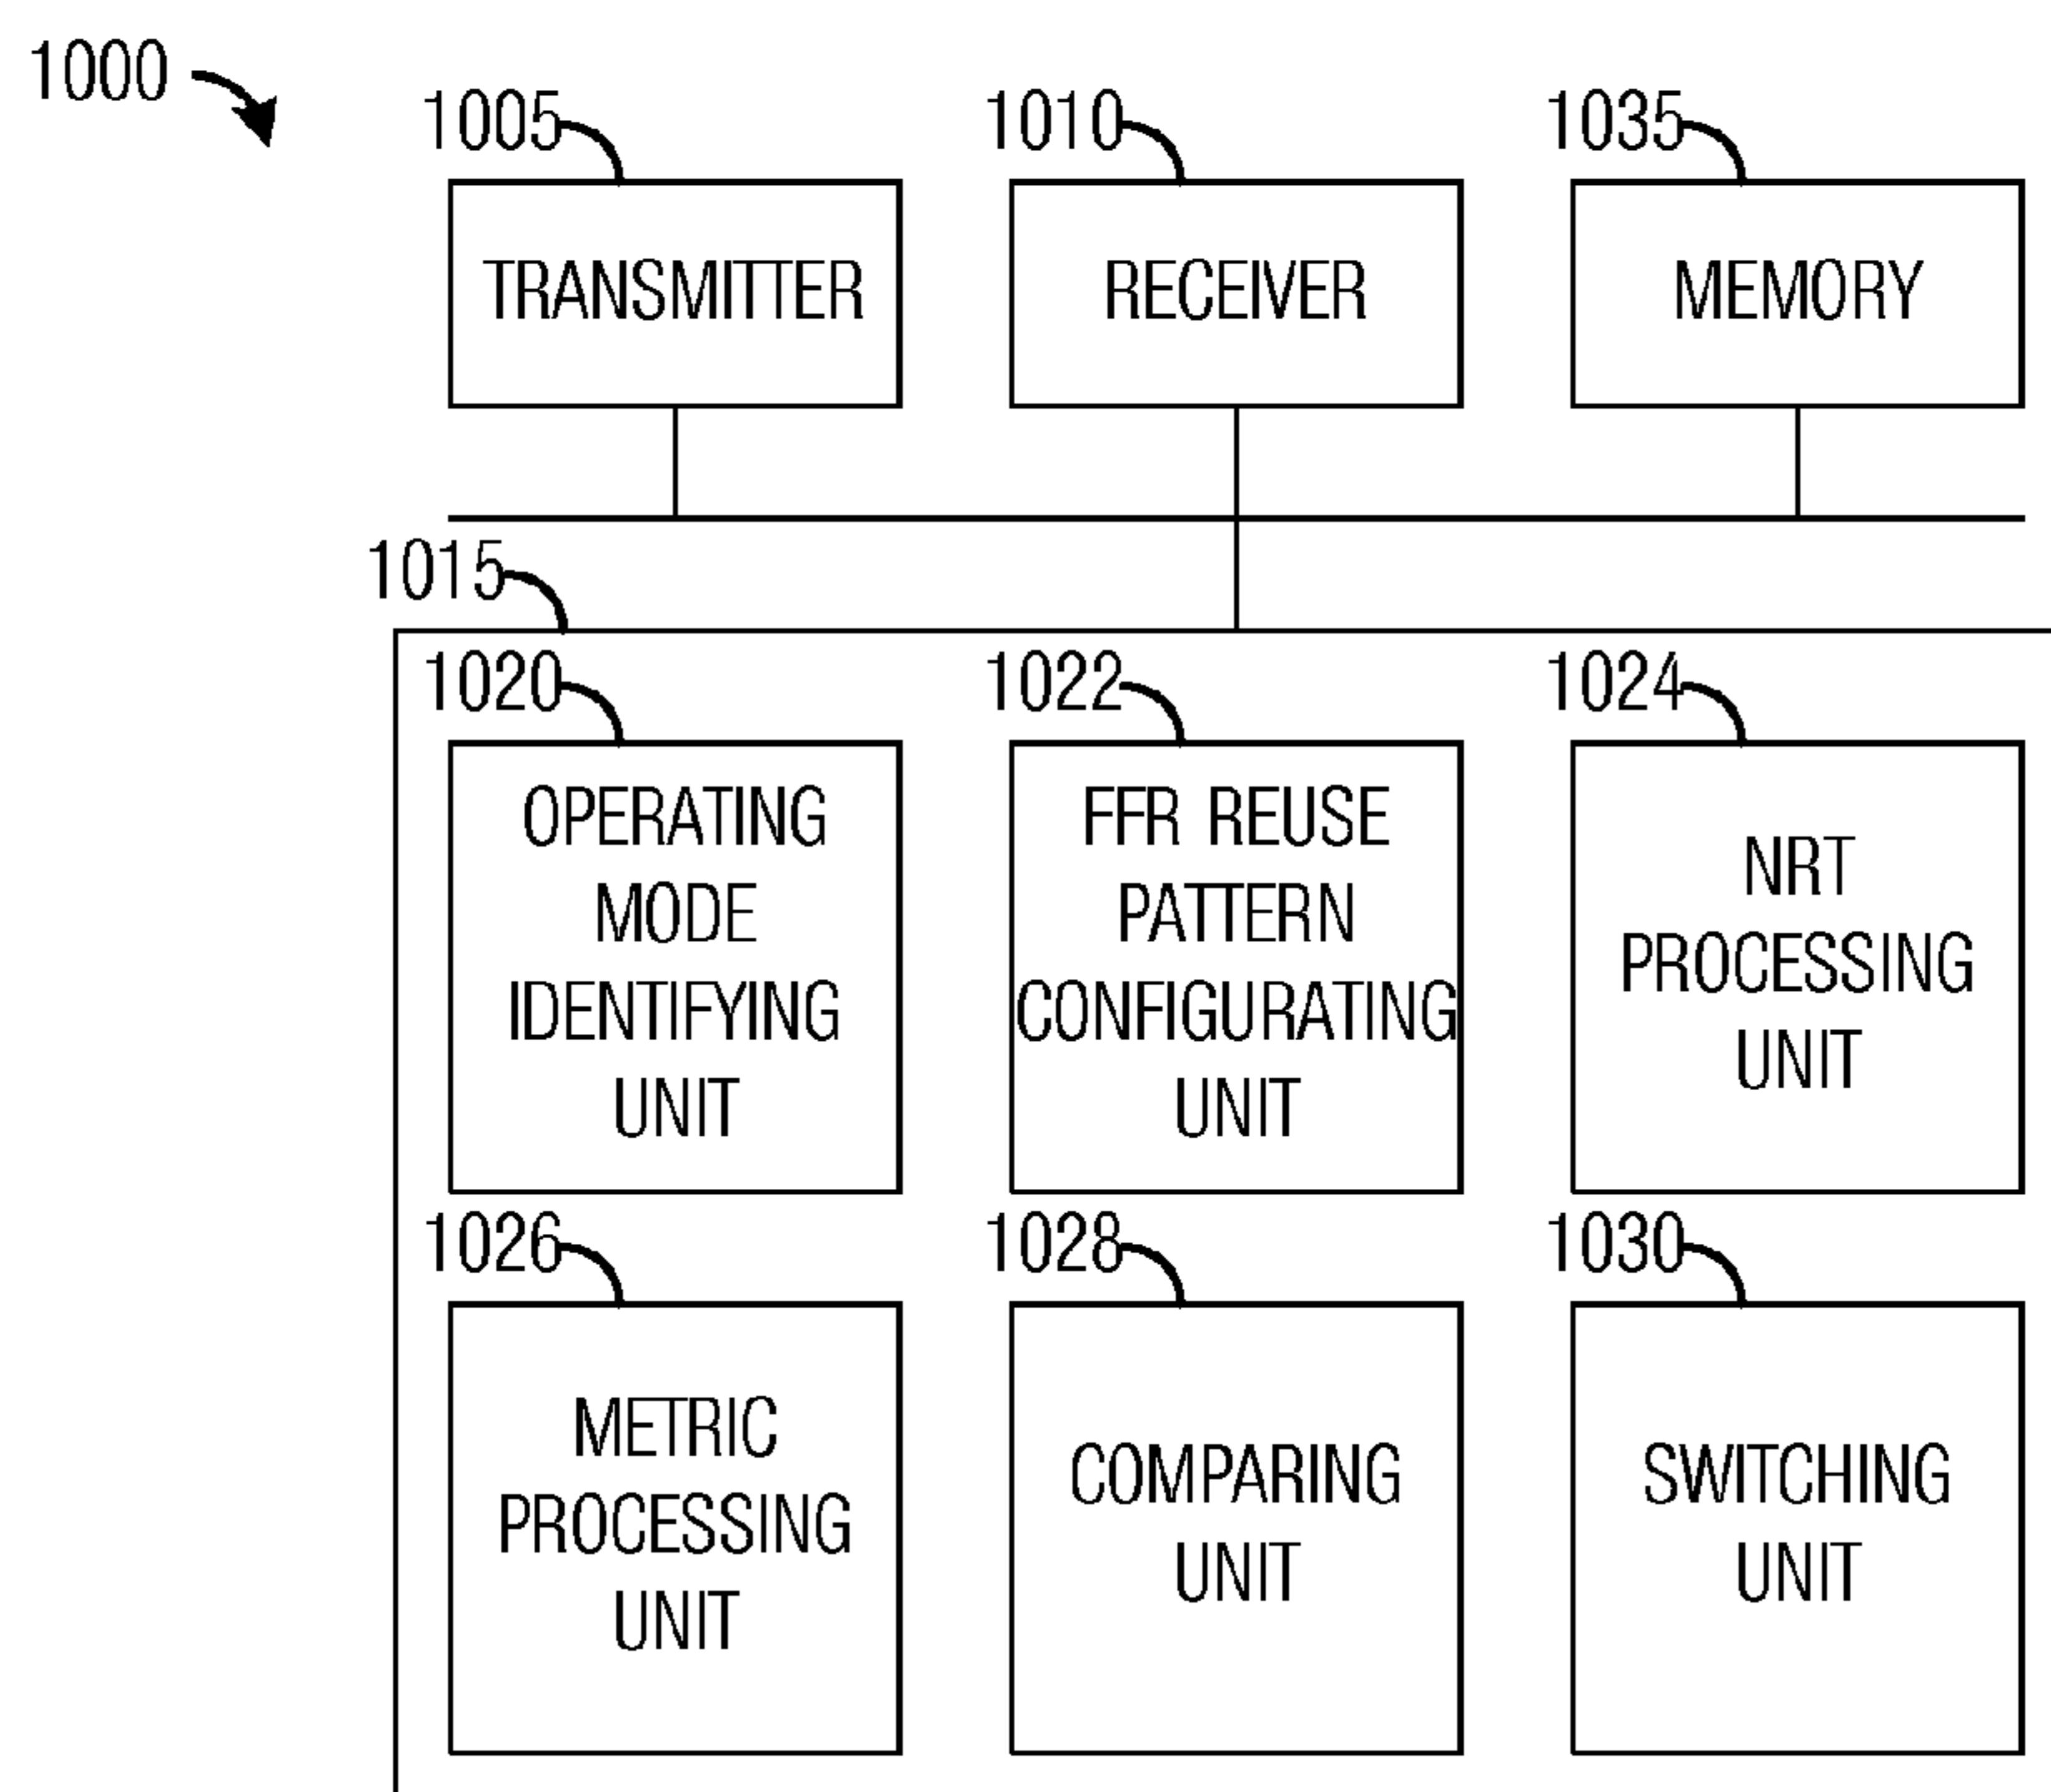 1000
1005
1010
1035
TRANSMITTER
RECEIVER
MEMORY
1015
1020
1022
1024
OPERATING
MODE
IDENTIFYING
UNIT
FFR REUSE
PATTERN
CONFIGURATING
UNIT
NRT
PROCESSING
UNIT
1026
1028
1030
METRIC
PROCESSING
UNIT
COMPARING
UNIT
SWITCHING
UNIT